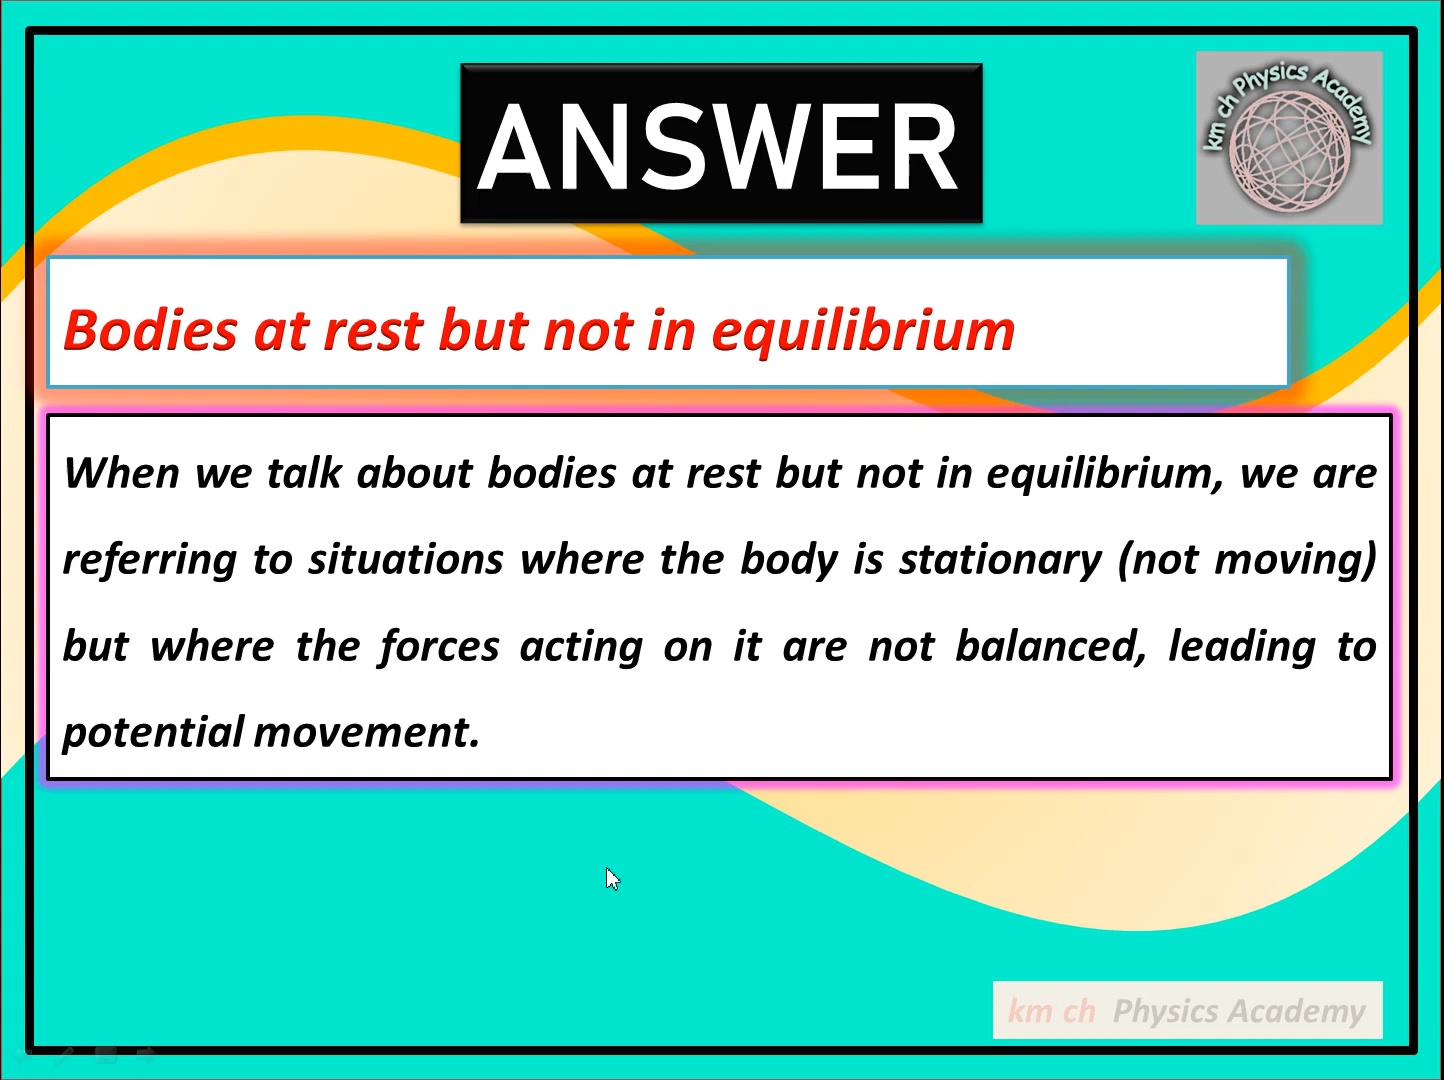 ANSWER
km ch Physics Academy
Bodies at rest but not in equilibrium
When we talk about bodies at rest but not in equilibrium, we are
referring to situations where the body is stationary (not moving)
but where the forces acting on it are not balanced, leading to
potential movement.
km ch Physics Academy